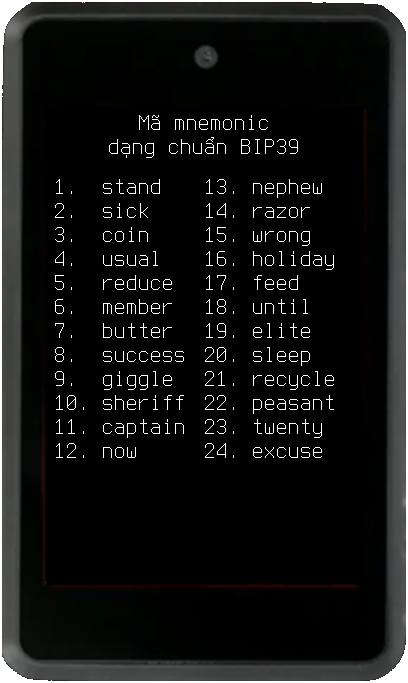 Mã mnemonic
dạng chuẩn BIP39
1. stand 13. nephew
2. sick 14. razor
3. coin 15. wrong
4. usual 16. holiday
5. reduce 17. feed
6. member 18. until
7. butter 19. elite
8. success 20. sleep
9. giggle 21. recycle
10. sheriff 22. peasant
11. captain 23. twenty
12. now 24. excuse